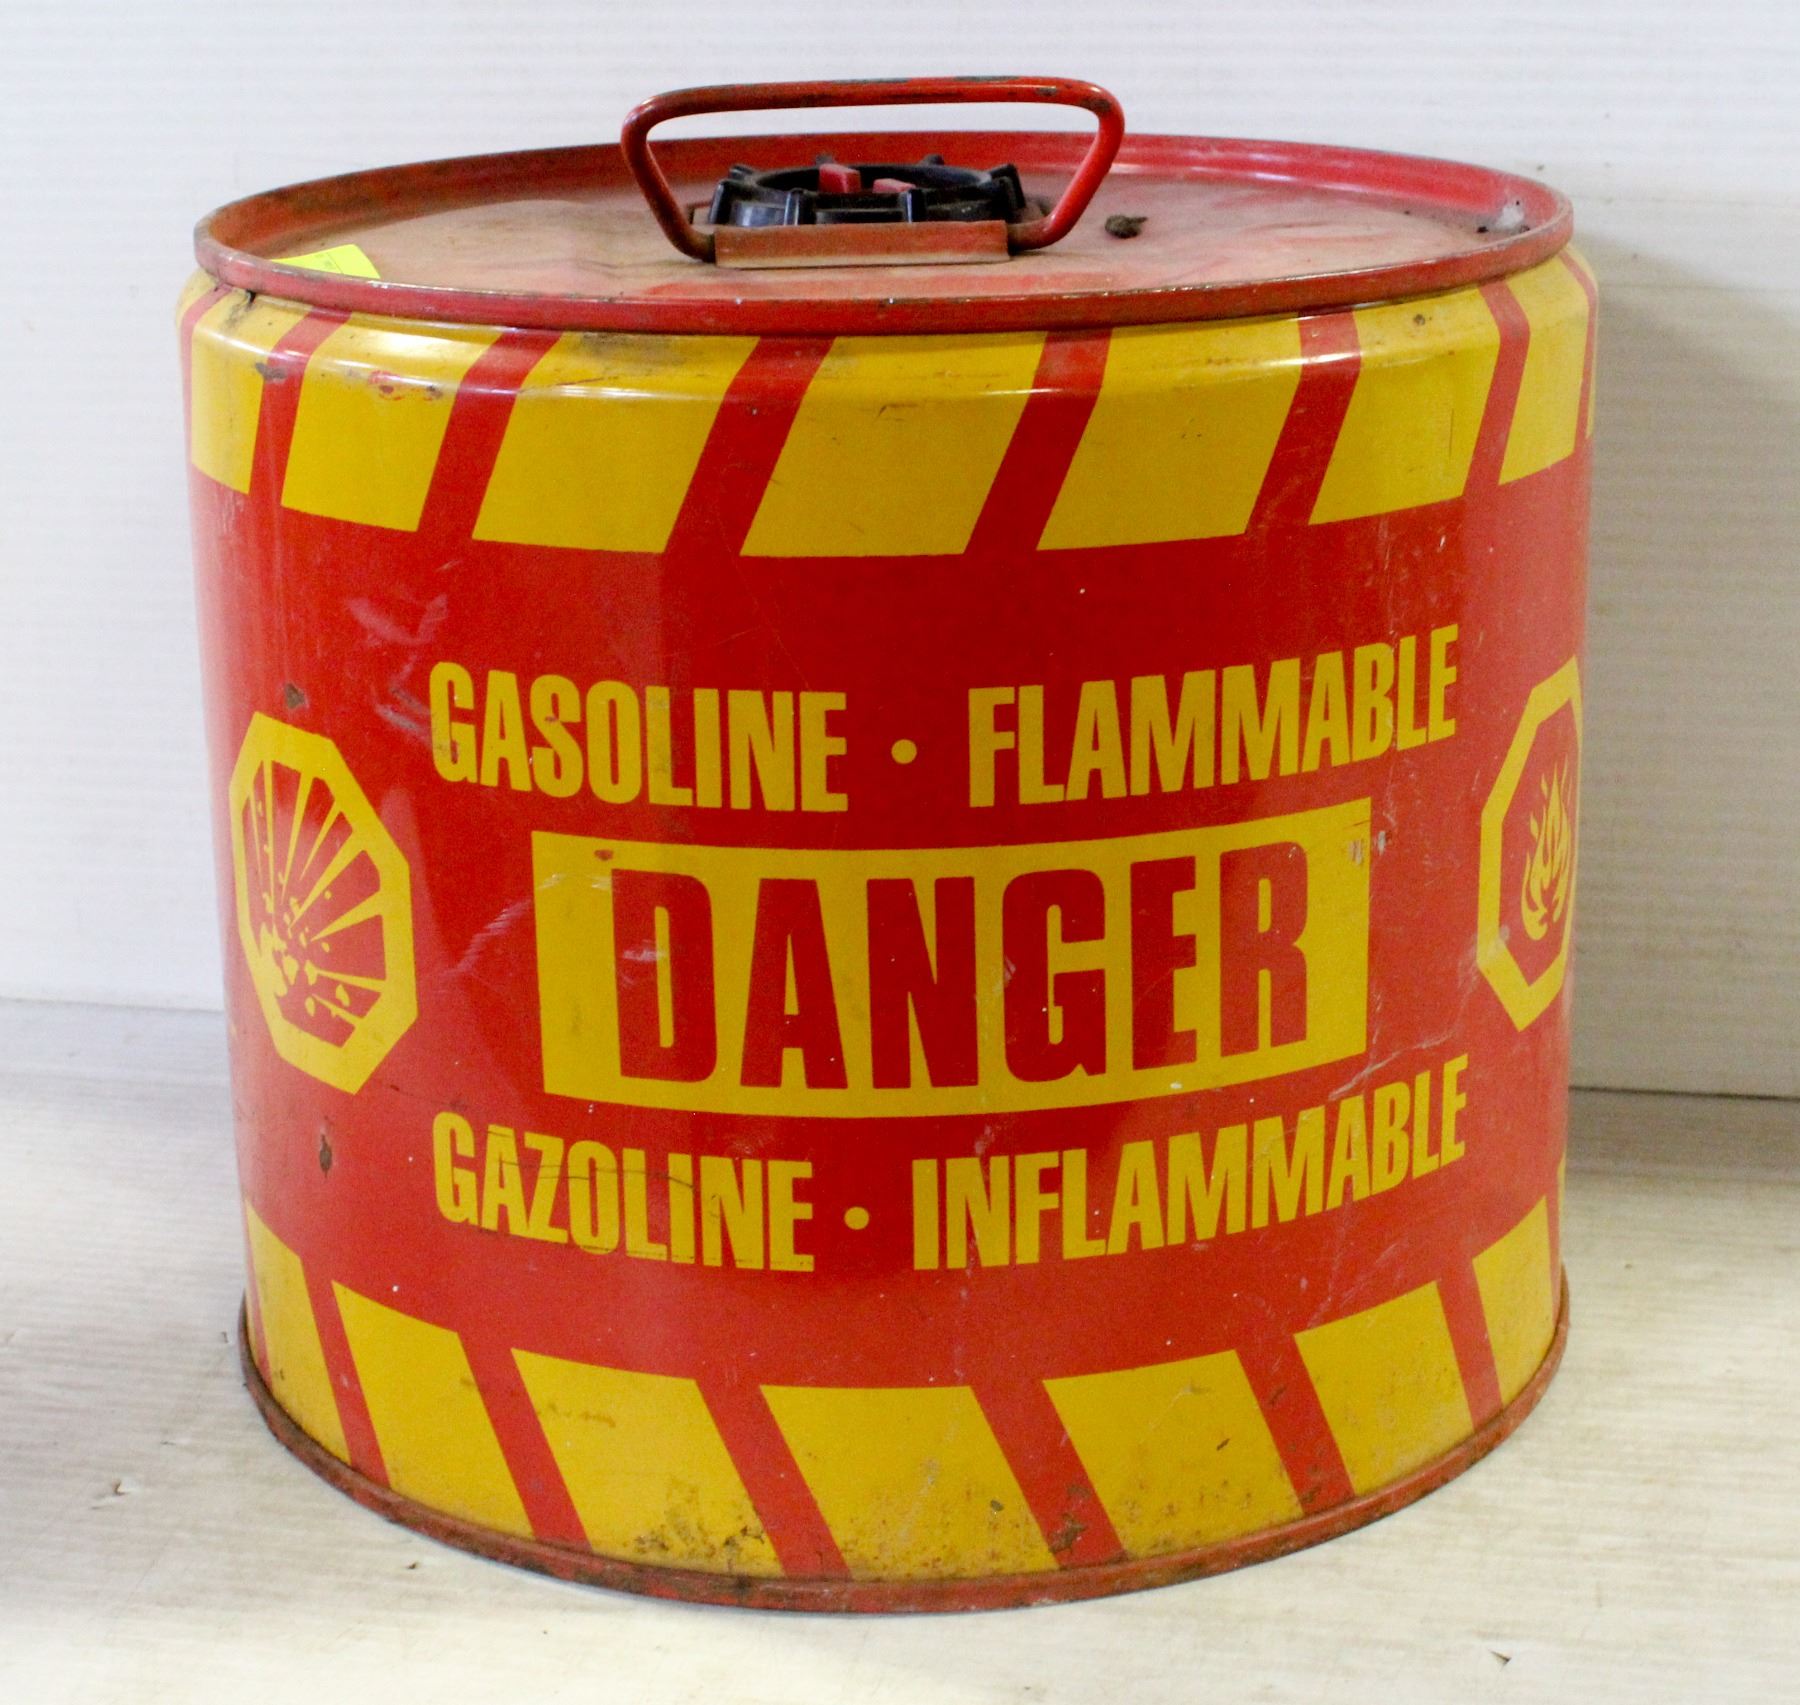 GASOLINE • FLAMMABLE
DANGER
GAZOLINE • INFLAMMABLE